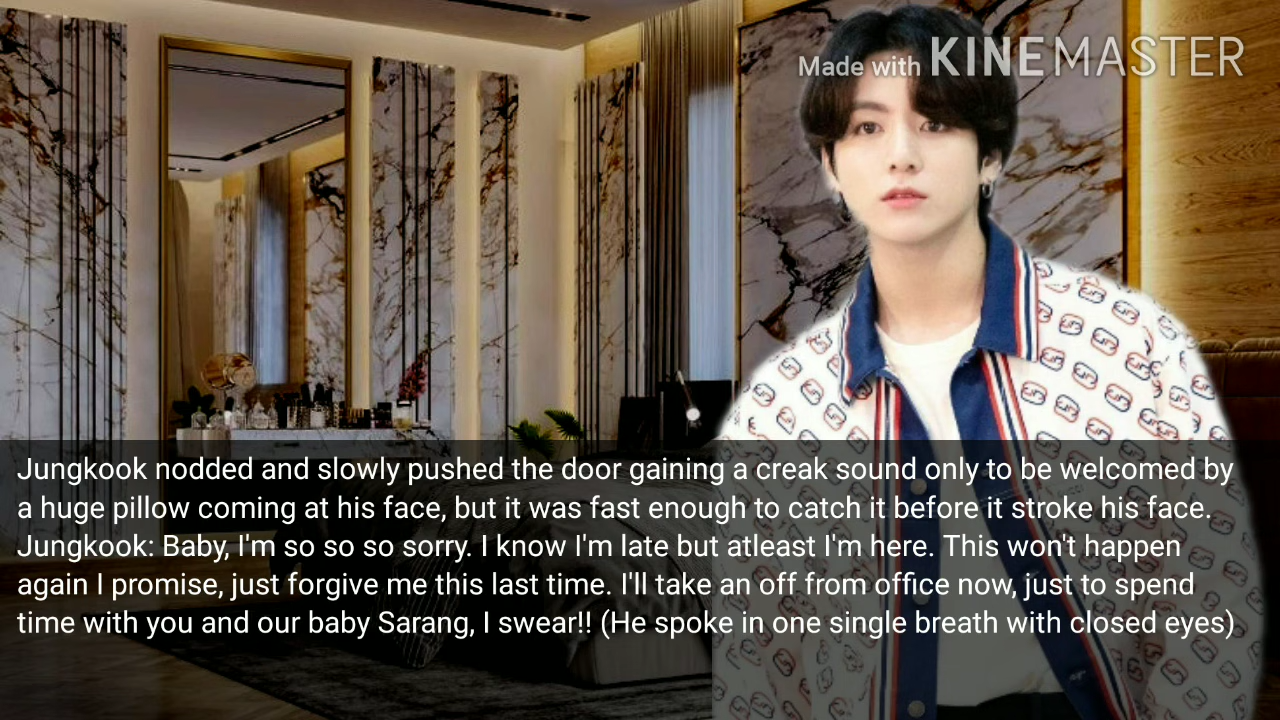 Made with KINEMASTER
Jungkook nodded and slowly pushed the door gaining a creak sound only to be welcomed by
a huge pillow coming at his face, but it was fast enough to catch it before it stroke his face.
Jungkook: Baby, I'm so so so sorry. I know I'm late but atleast I'm here. This won't happen
again I promise, just forgive me this last time. I'll take an off from office now, just to spend
time with you and our baby Sarang, I swear!! (He spoke in one single breath with closed eyes)